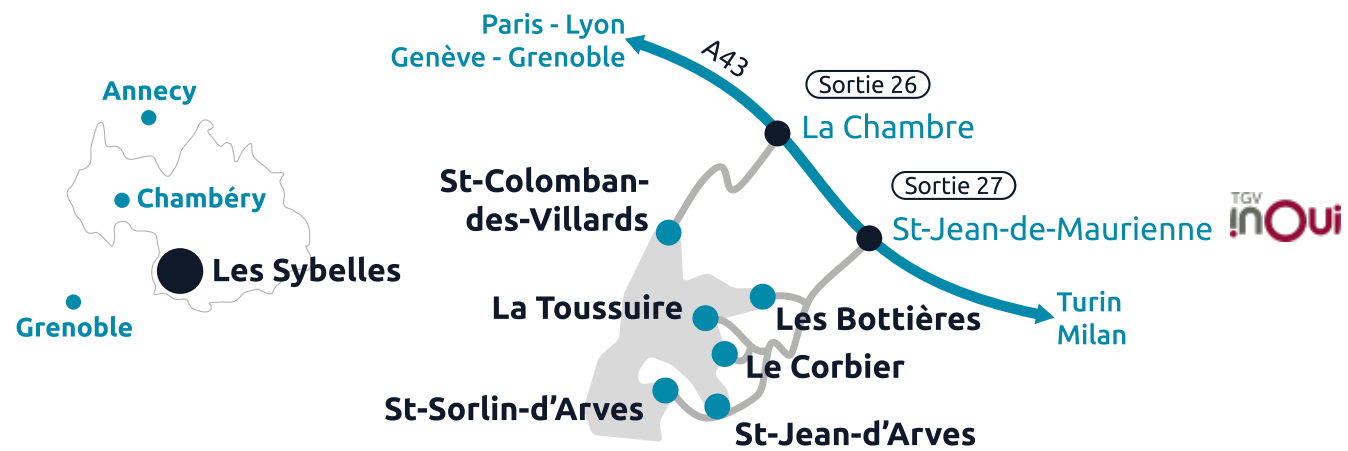 Annecy
Chambéry
Les Sybelles
Grenoble
Paris - Lyon
Genève - Grenoble
A43
Sortie 26
La Chambre
Sortie 27
St-Jean-de-Maurienne
TGV
inOui
St-Colomban-
des-Villards
La Toussuire
Les Bottières
Le Corbier
St-Sorlin-d’Arves
St-Jean-d’Arves
Turin
Milan